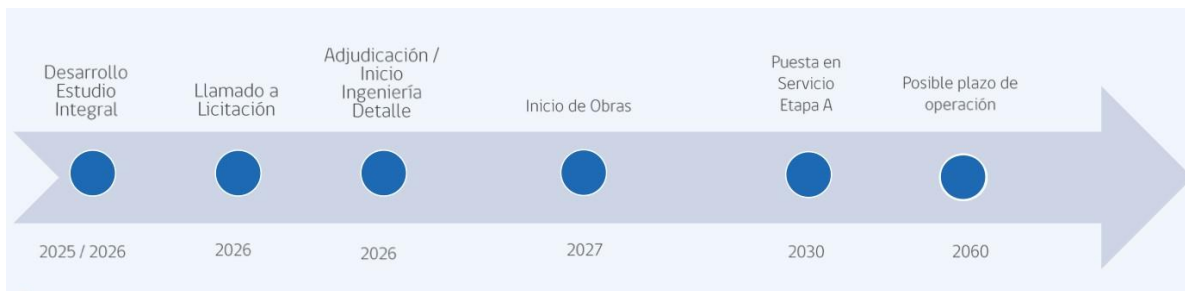 Desarrollo
Estudio
Integral
Llamado a
Licitación
Adjudicación /
Inicio
Ingeniería
Detalle
Inicio de Obras
Puesta en
Servicio
Etapa A
Posible plazo de
operación
2025 / 2026
2026
2026
2027
2030
2060